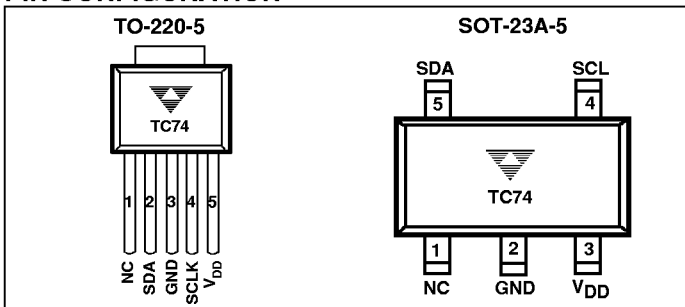 TO-220-5
TC74
1 2 3 4 5
NC SDA GND SCLK VDD
SOT-23A-5
SDA SCL
5 4
TC74
1 2 3
NC GND VDD